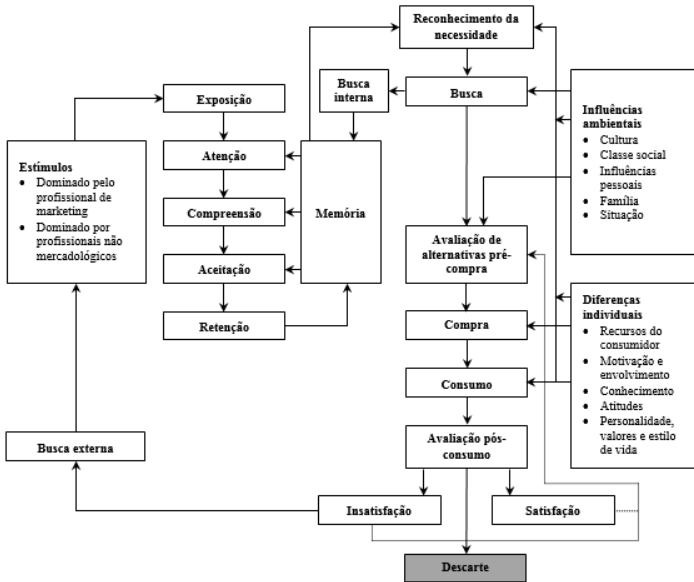 Reconhecimento da
necessidade
Busca
interna
Busca
Exposição
Atenção
Compreensão
Aceitação
Retenção
Memória
Estímulos
• Dominado pelo
profissional de
marketing
• Dominado por
profissionais não
mercadológicos
Influências
ambientais
• Cultura
• Classe social
• Influências
pessoais
• Família
• Situação
Avaliação de
alternativas pré-
compra
Compra
Consumo
Diferenças
individuais
• Recursos do
consumidor
• Motivação e
envolvimento
• Conhecimento
• Atitudes
• Personalidade,
valores e estilo
de vida
Busca externa
Avaliação pós-
consumo
Insatisfação
Satisfação
Descarte